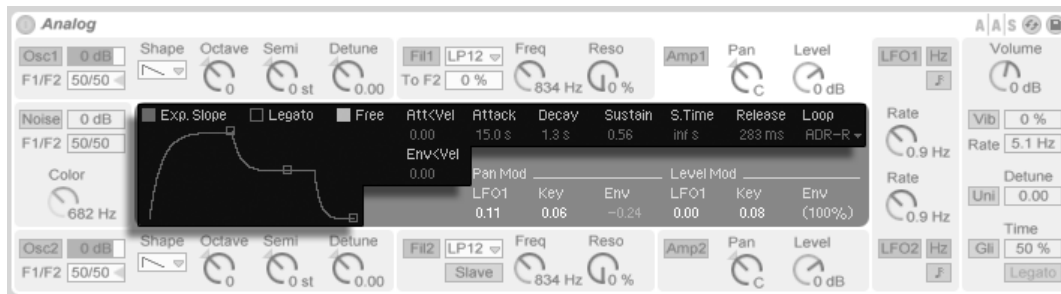 Analog
A|A|S
Osc1 0 dB Shape Octave Semi Detune Fil1 LP12 Freq Reso Amp1 Pan Level LFO1 Hz Volume
F1/F2 50/50 0 0 st 0.00 To F2 0 % 834 Hz 0 % C 0 dB 0 dB
Noise 0 dB Exp. Slope Legato Free Att<Vel Attack Decay Sustain S.Time Release Loop Rate Vib 0 %
F1/F2 50/50 0.00 15.0 s 1.3 s 0.56 inf s 283 ms ADR-R 0.9 Hz Rate 5.1 Hz
Env<Vel
Color 0.00 Pan Mod Level Mod Rate Detune
LFO1 Key Env LFO1 Key Env Uni 0.00
682 Hz 0.11 0.06 -0.24 0.00 0.08 (100%) 0.9 Hz
Time
Osc2 0 dB Shape Octave Semi Detune Fil2 LP12 Freq Reso Amp2 Pan Level LFO2 Hz Gli 50 %
F1/F2 50/50 0 0 st 0.00 Slave 834 Hz 0 % C 0 dB Legato